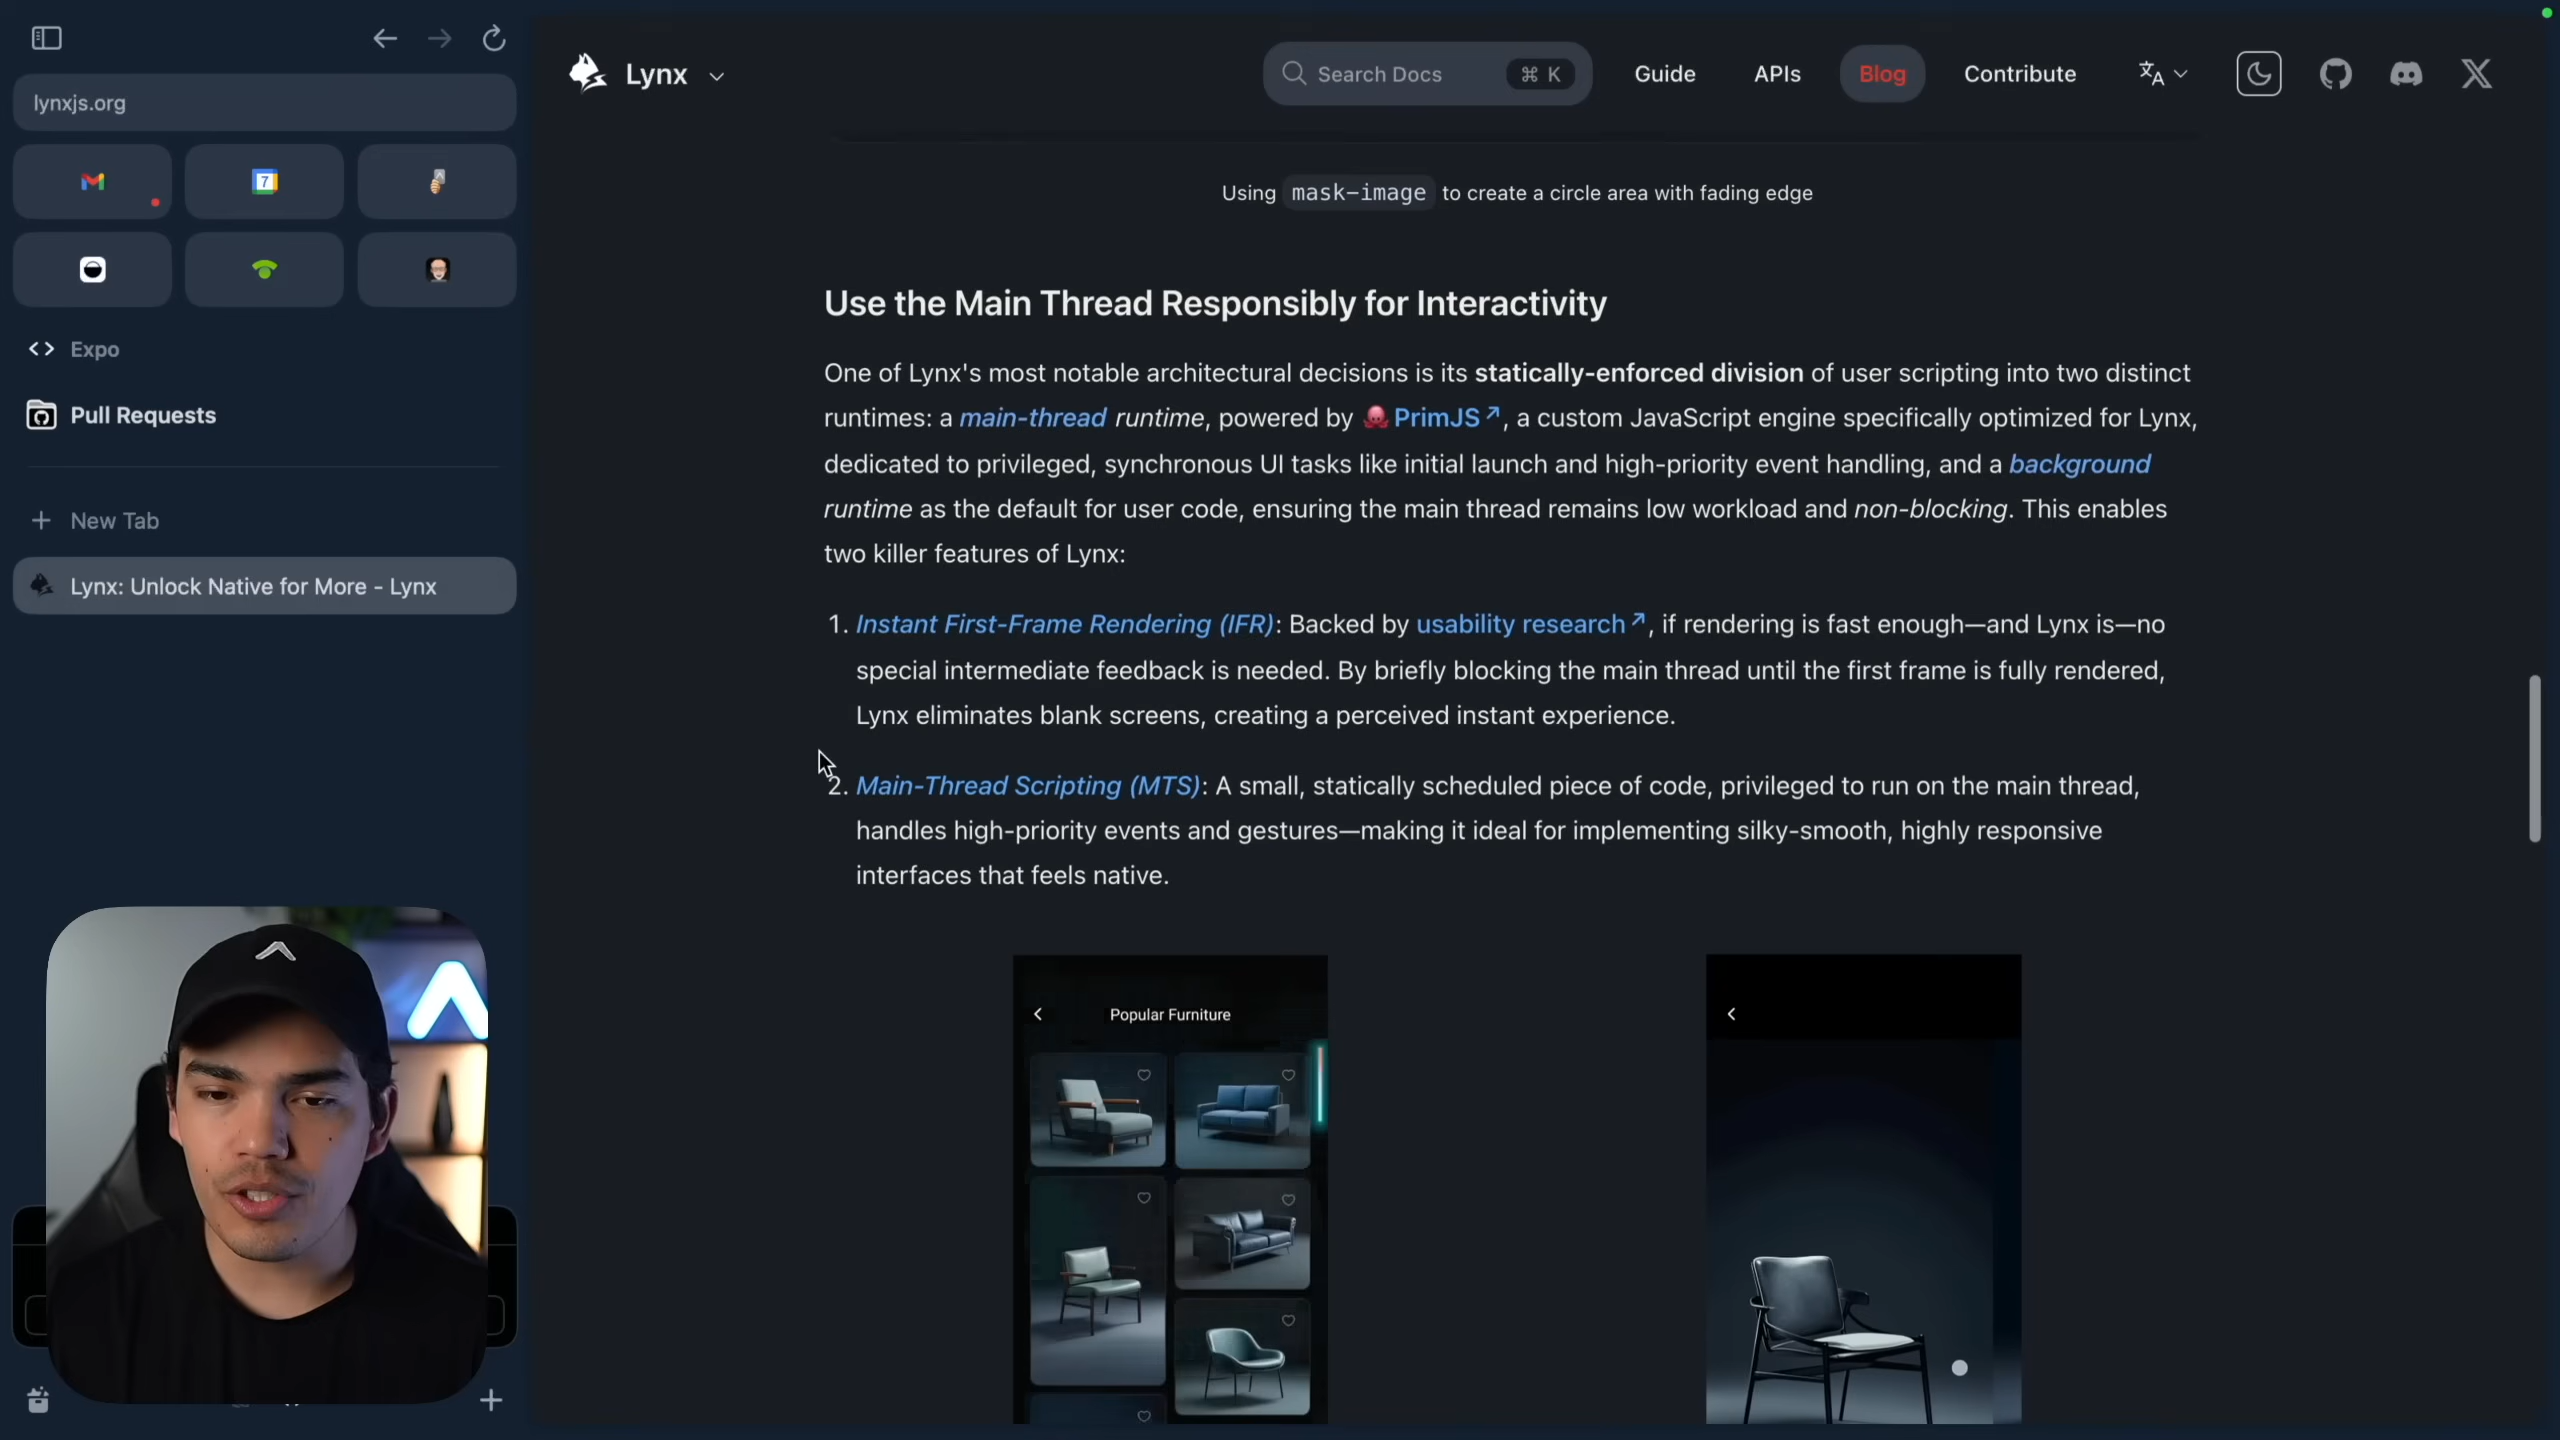 lynxjs.org
7
Expo
Pull Requests
New Tab
Lynx: Unlock Native for More - Lynx
Lynx
Search Docs
⌘ K
Guide
APIs
Blog
Contribute
Using mask-image to create a circle area with fading edge
Use the Main Thread Responsibly for Interactivity
One of Lynx's most notable architectural decisions is its statically-enforced division of user scripting into two distinct
runtimes: a main-thread runtime, powered by 🐙 PrimJS↗, a custom JavaScript engine specifically optimized for Lynx,
dedicated to privileged, synchronous UI tasks like initial launch and high-priority event handling, and a background
runtime as the default for user code, ensuring the main thread remains low workload and non-blocking. This enables
two killer features of Lynx:
1. Instant First-Frame Rendering (IFR): Backed by usability research↗, if rendering is fast enough—and Lynx is—no
special intermediate feedback is needed. By briefly blocking the main thread until the first frame is fully rendered,
Lynx eliminates blank screens, creating a perceived instant experience.
2. Main-Thread Scripting (MTS): A small, statically scheduled piece of code, privileged to run on the main thread,
handles high-priority events and gestures—making it ideal for implementing silky-smooth, highly responsive
interfaces that feels native.
Popular Furniture